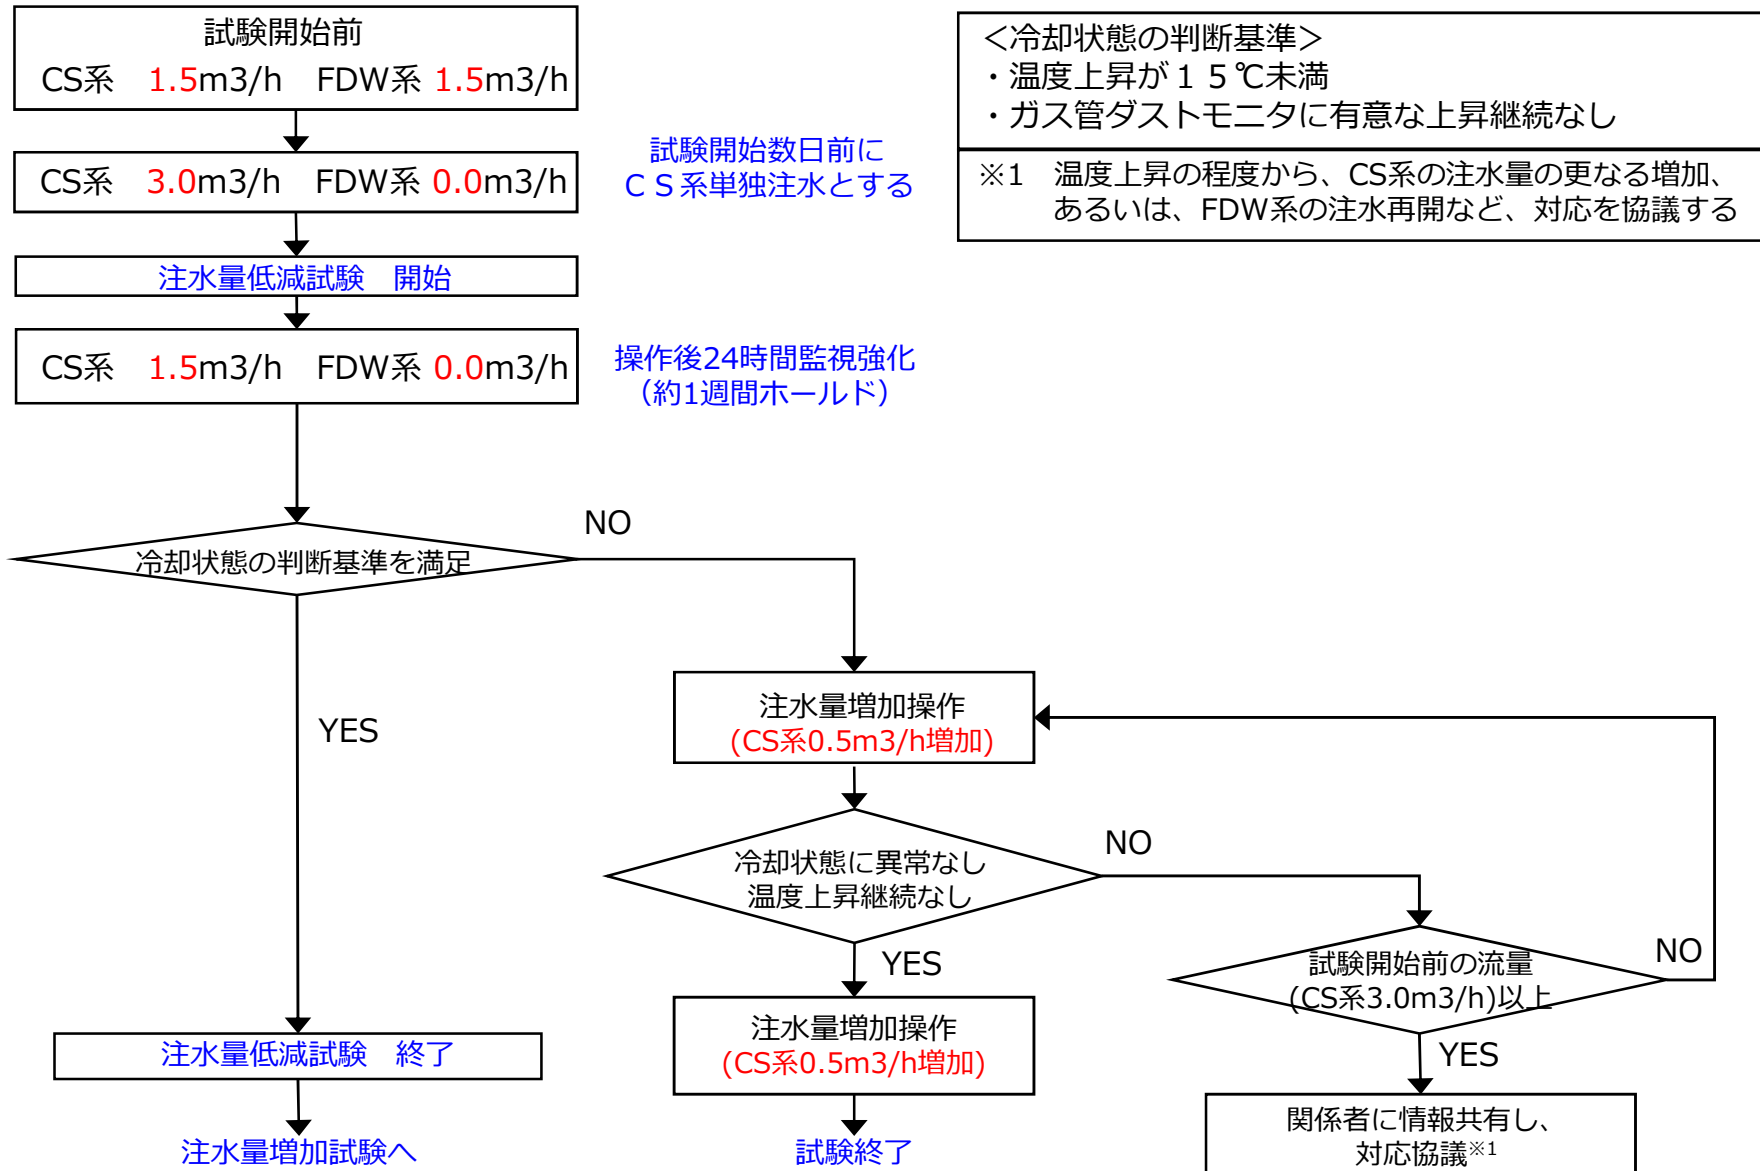 試験開始前
CS系　1.5m3/h　FDW系 1.5m3/h
CS系　3.0m3/h　FDW系 0.0m3/h
試験開始数日前に
ＣＳ系単独注水とする
注水量低減試験　開始
CS系　1.5m3/h　FDW系 0.0m3/h
操作後24時間監視強化
（約1週間ホールド）
＜冷却状態の判断基準＞
・温度上昇が１５℃未満
・ガス管ダストモニタに有意な上昇継続なし
※1　温度上昇の程度から、CS系の注水量の更なる増加、
あるいは、FDW系の注水再開など、対応を協議する
冷却状態の判断基準を満足
NO
YES
注水量増加操作
(CS系0.5m3/h増加)
冷却状態に異常なし
温度上昇継続なし
NO
YES
試験開始前の流量
(CS系3.0m3/h)以上
NO
YES
注水量低減試験　終了
注水量増加試験へ
注水量増加操作
(CS系0.5m3/h増加)
試験終了
関係者に情報共有し、
対応協議※1